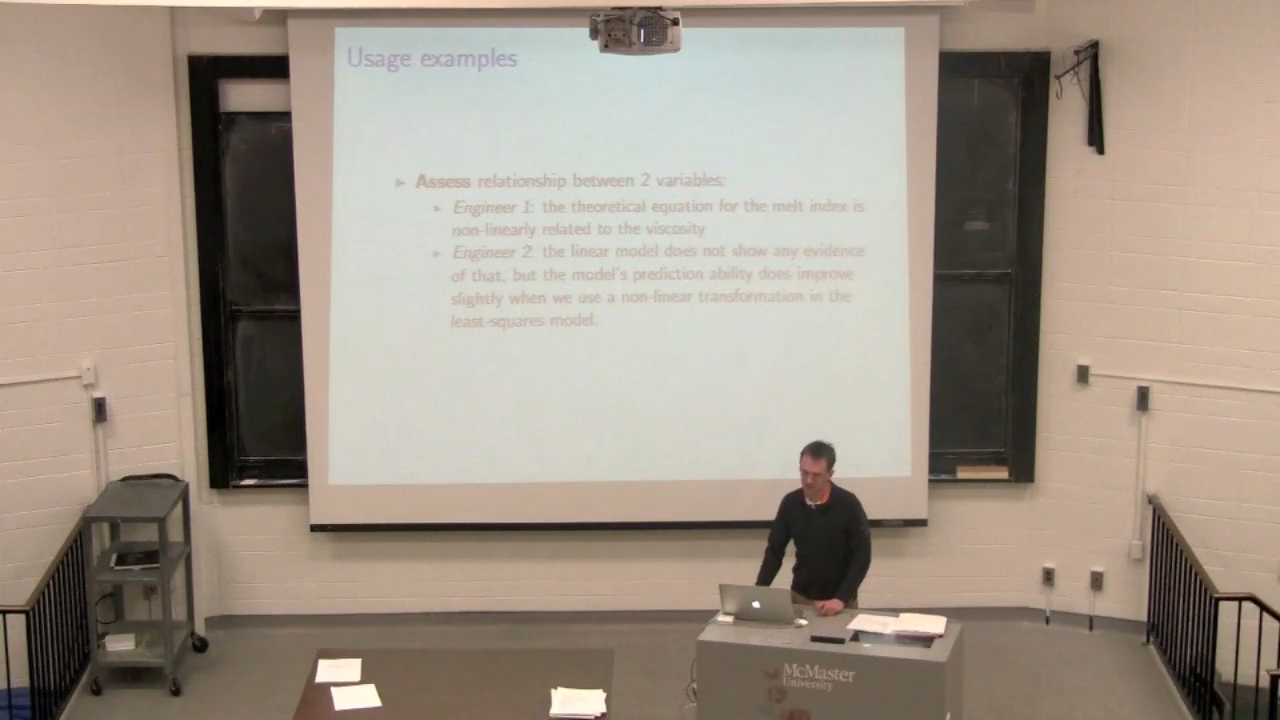 Usage examples
► Assess relationship between 2 variables:
► Engineer 1: the theoretical equation for the melt index is
non-linearly related to the viscosity
► Engineer 2: the linear model does not show any evidence
of that, but the model's prediction ability does improve
slightly when we use a non-linear transformation in the
least-squares model.
McMaster
University